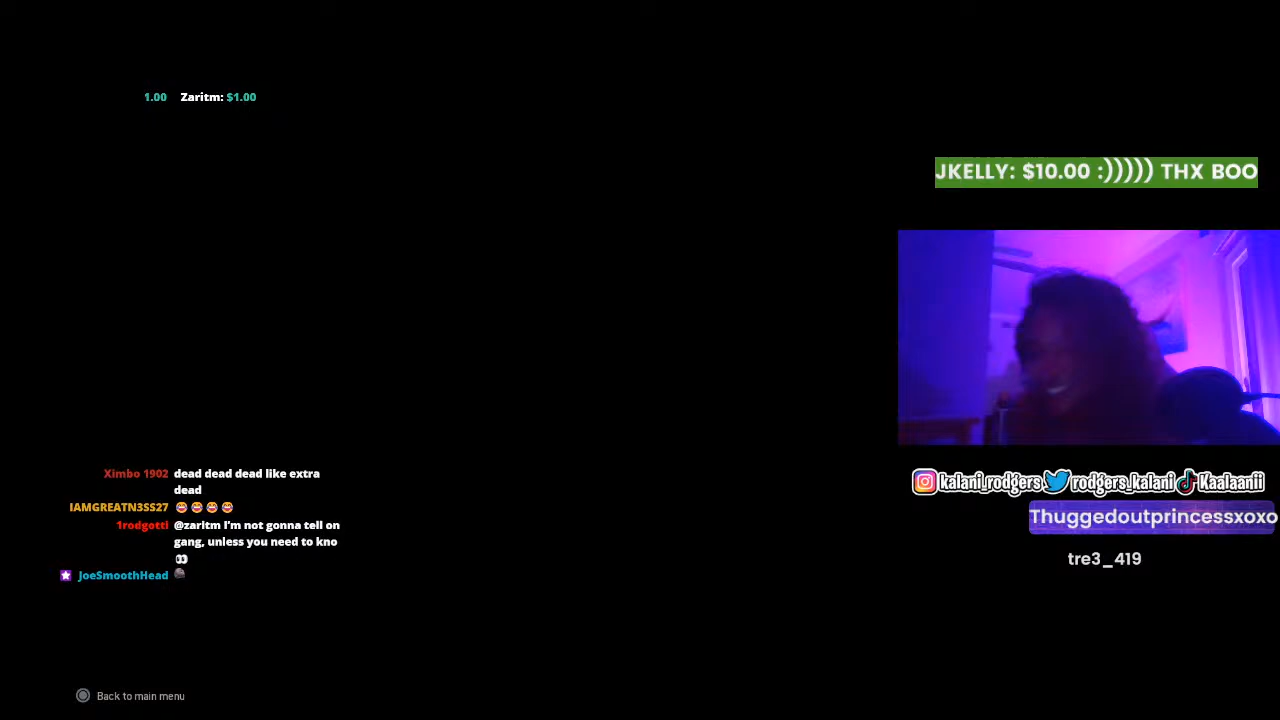 1.00 Zaritm: $1.00
JKELLY: $10.00 :))))) THX BOO
Ximbo 1902 dead dead dead like extra
dead
IAMGREATN3SS27
1rodgotti @zaritm I'm not gonna tell on
gang, unless you need to kno
JoeSmoothHead
kalani_rodgers rodgers_kalani Kaalaanii
Thuggedoutprincessxoxo
tre3_419
Back to main menu